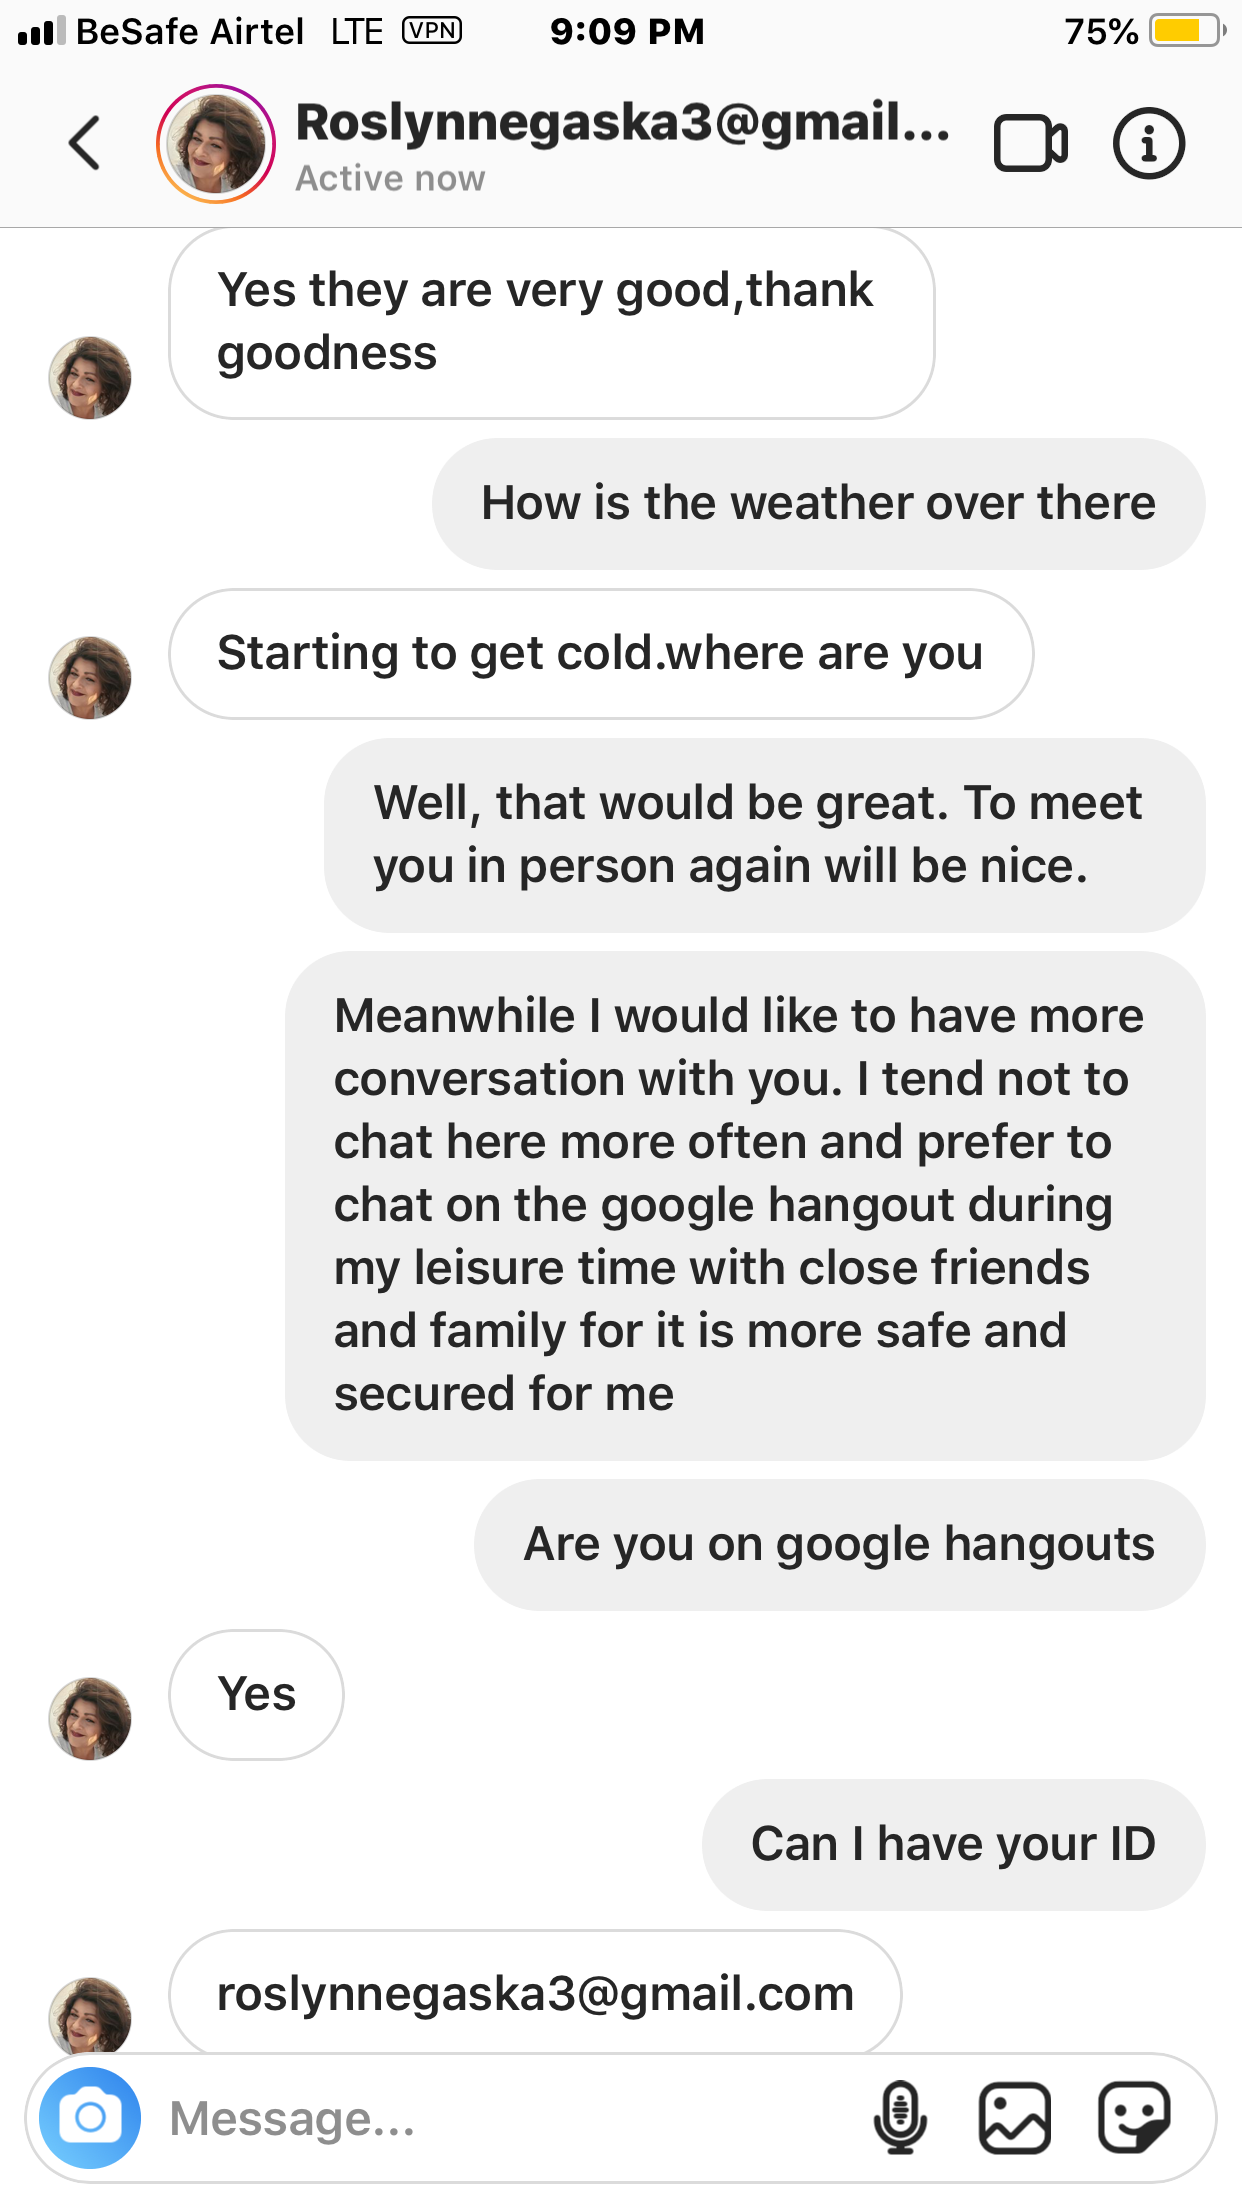 BeSafe Airtel LTE VPN 9:09 PM 75%
Roslynnegaska3@gmail...
Active now
Yes they are very good,thank
goodness
How is the weather over there
Starting to get cold.where are you
Well, that would be great. To meet
you in person again will be nice.
Meanwhile I would like to have more
conversation with you. I tend not to
chat here more often and prefer to
chat on the google hangout during
my leisure time with close friends
and family for it is more safe and
secured for me
Are you on google hangouts
Yes
Can I have your ID
roslynnegaska3@gmail.com
Message...